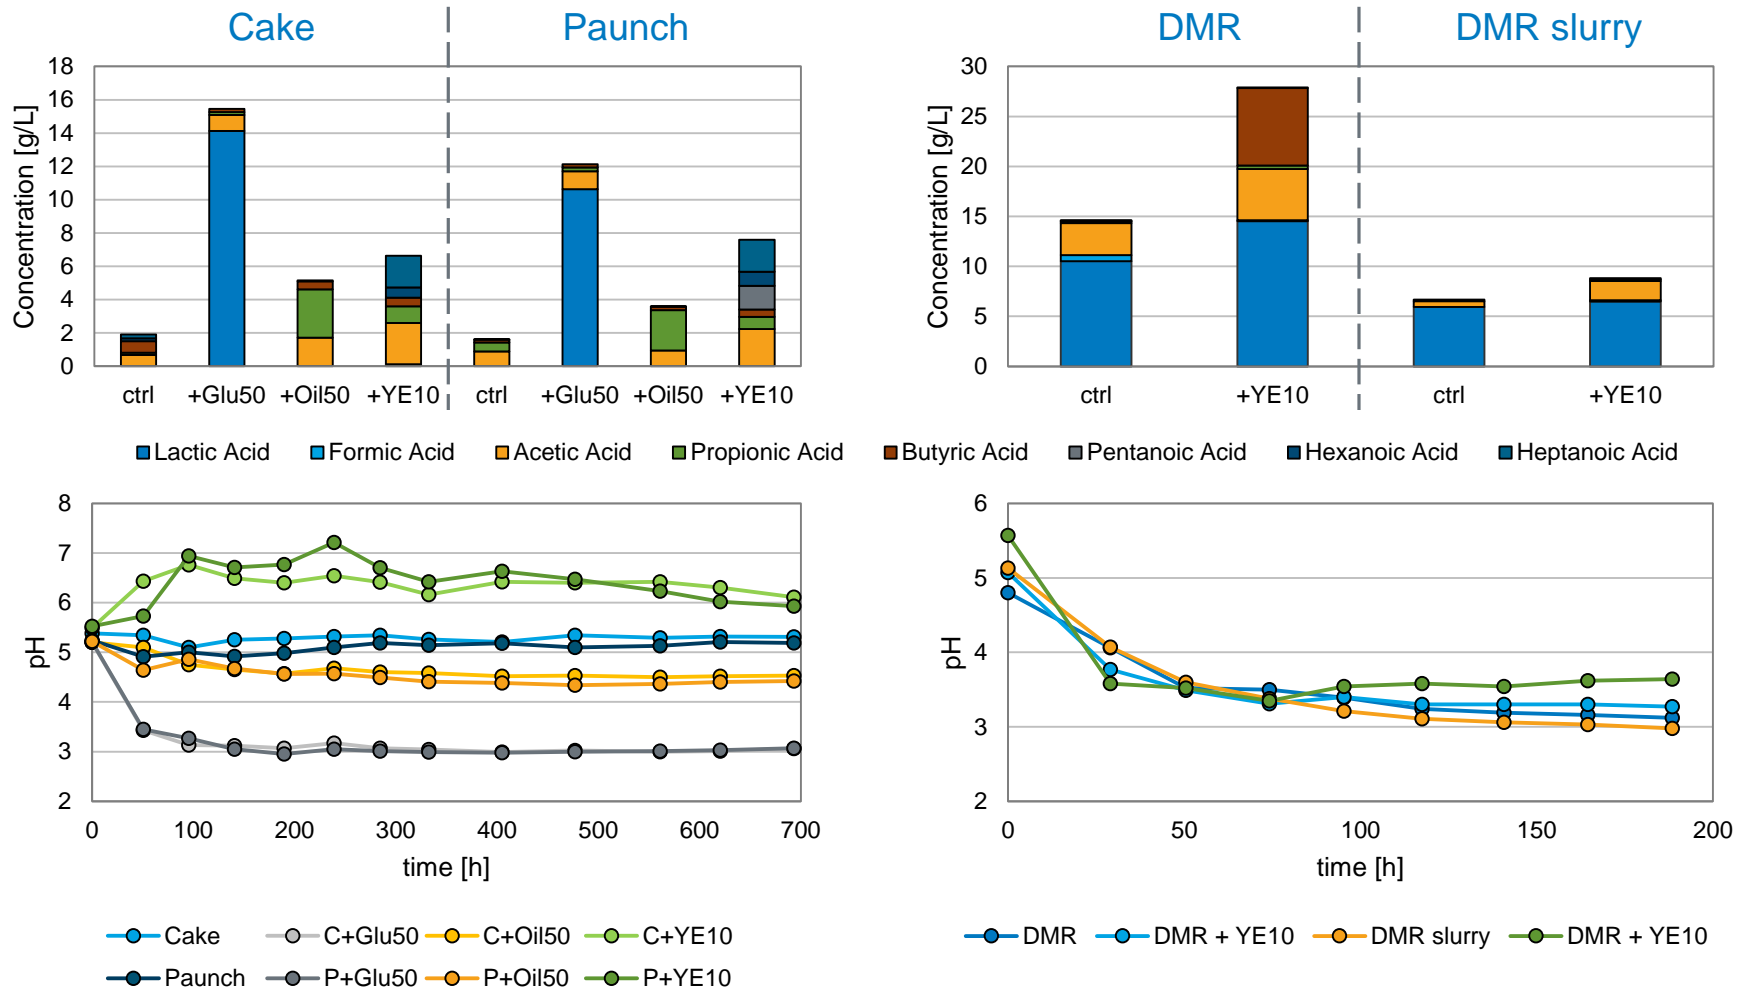 Cake
Paunch
DMR
DMR slurry
Concentration [g/L]
18
16
14
12
10
8
6
4
2
0
ctrl +Glu50 +Oil50 +YE10 ctrl +Glu50 +Oil50 +YE10
Concentration [g/L]
30
25
20
15
10
5
0
ctrl +YE10 ctrl +YE10
Lactic Acid Formic Acid Acetic Acid Propionic Acid Butyric Acid Pentanoic Acid Hexanoic Acid Heptanoic Acid
pH
8
7
6
5
4
3
2
0 100 200 300 400 500 600 700
time [h]
pH
6
5
4
3
2
0 50 100 150 200
time [h]
Cake C+Glu50 C+Oil50 C+YE10
Paunch P+Glu50 P+Oil50 P+YE10
DMR DMR + YE10 DMR slurry DMR + YE10